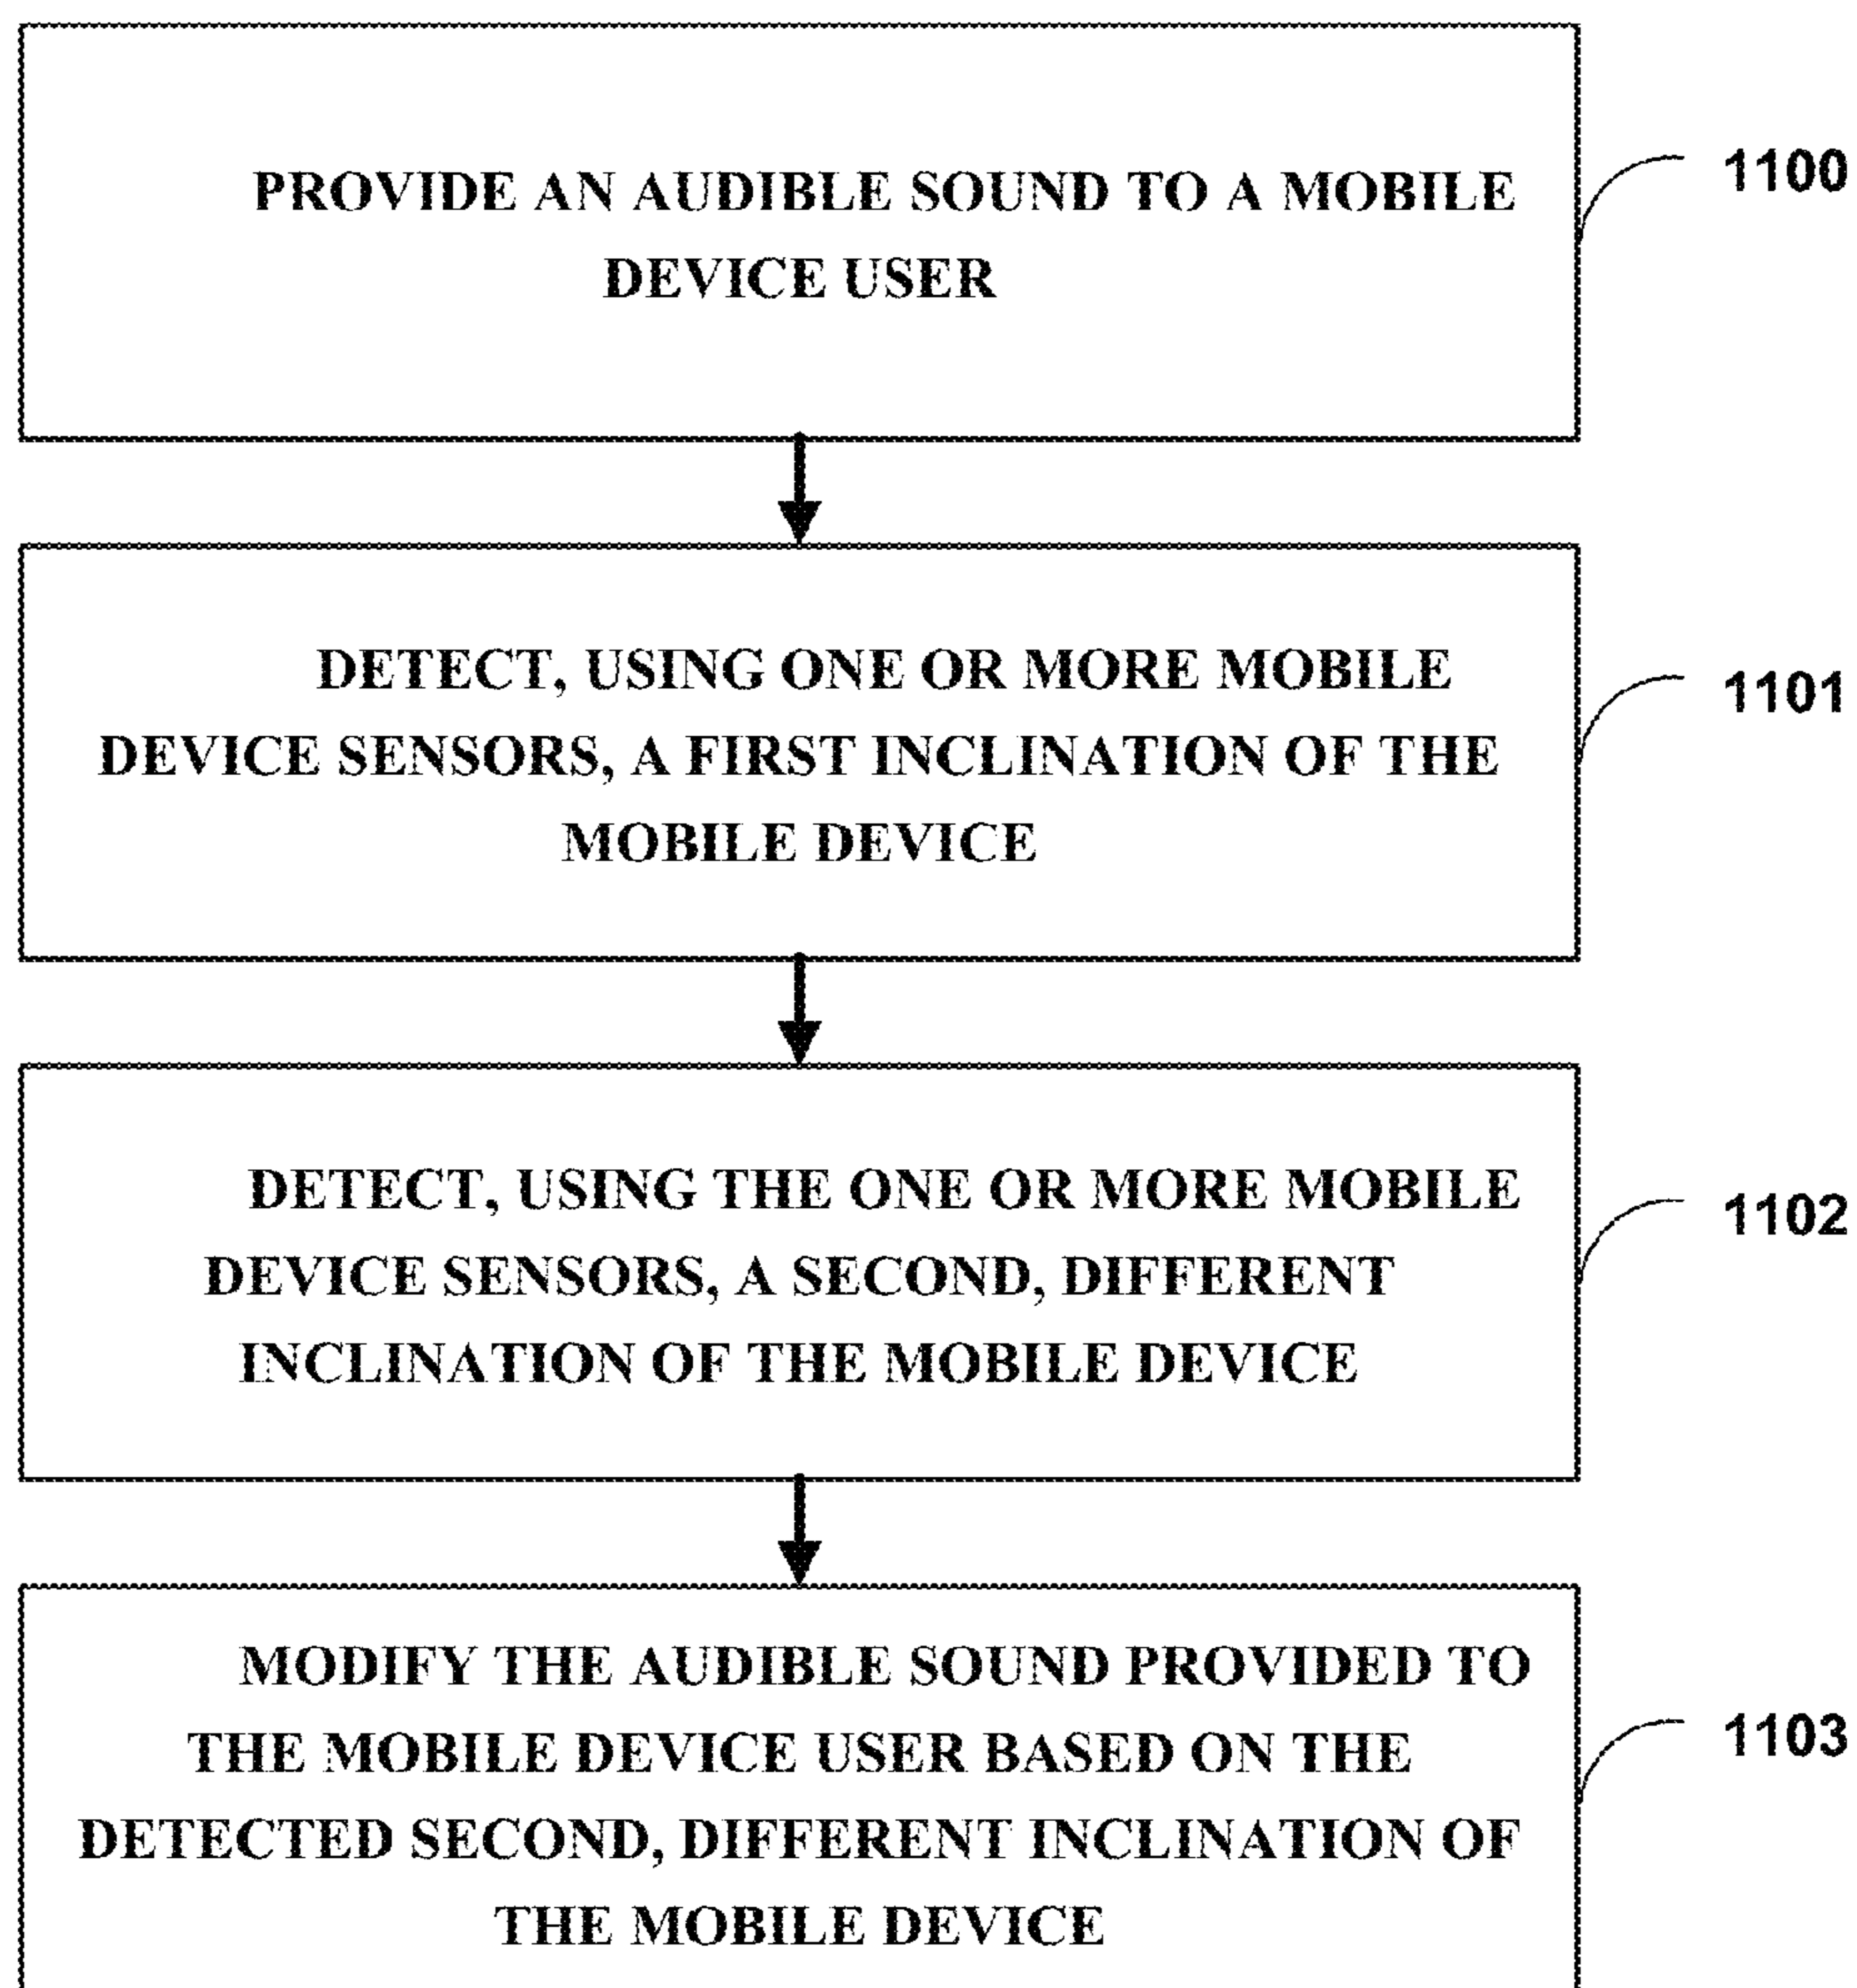 PROVIDE AN AUDIBLE SOUND TO A MOBILE
DEVICE USER
1100
DETECT, USING ONE OR MORE MOBILE
DEVICE SENSORS, A FIRST INCLINATION OF THE
MOBILE DEVICE
1101
DETECT, USING THE ONE OR MORE MOBILE
DEVICE SENSORS, A SECOND, DIFFERENT
INCLINATION OF THE MOBILE DEVICE
1102
MODIFY THE AUDIBLE SOUND PROVIDED TO
THE MOBILE DEVICE USER BASED ON THE
DETECTED SECOND, DIFFERENT INCLINATION OF
THE MOBILE DEVICE
1103